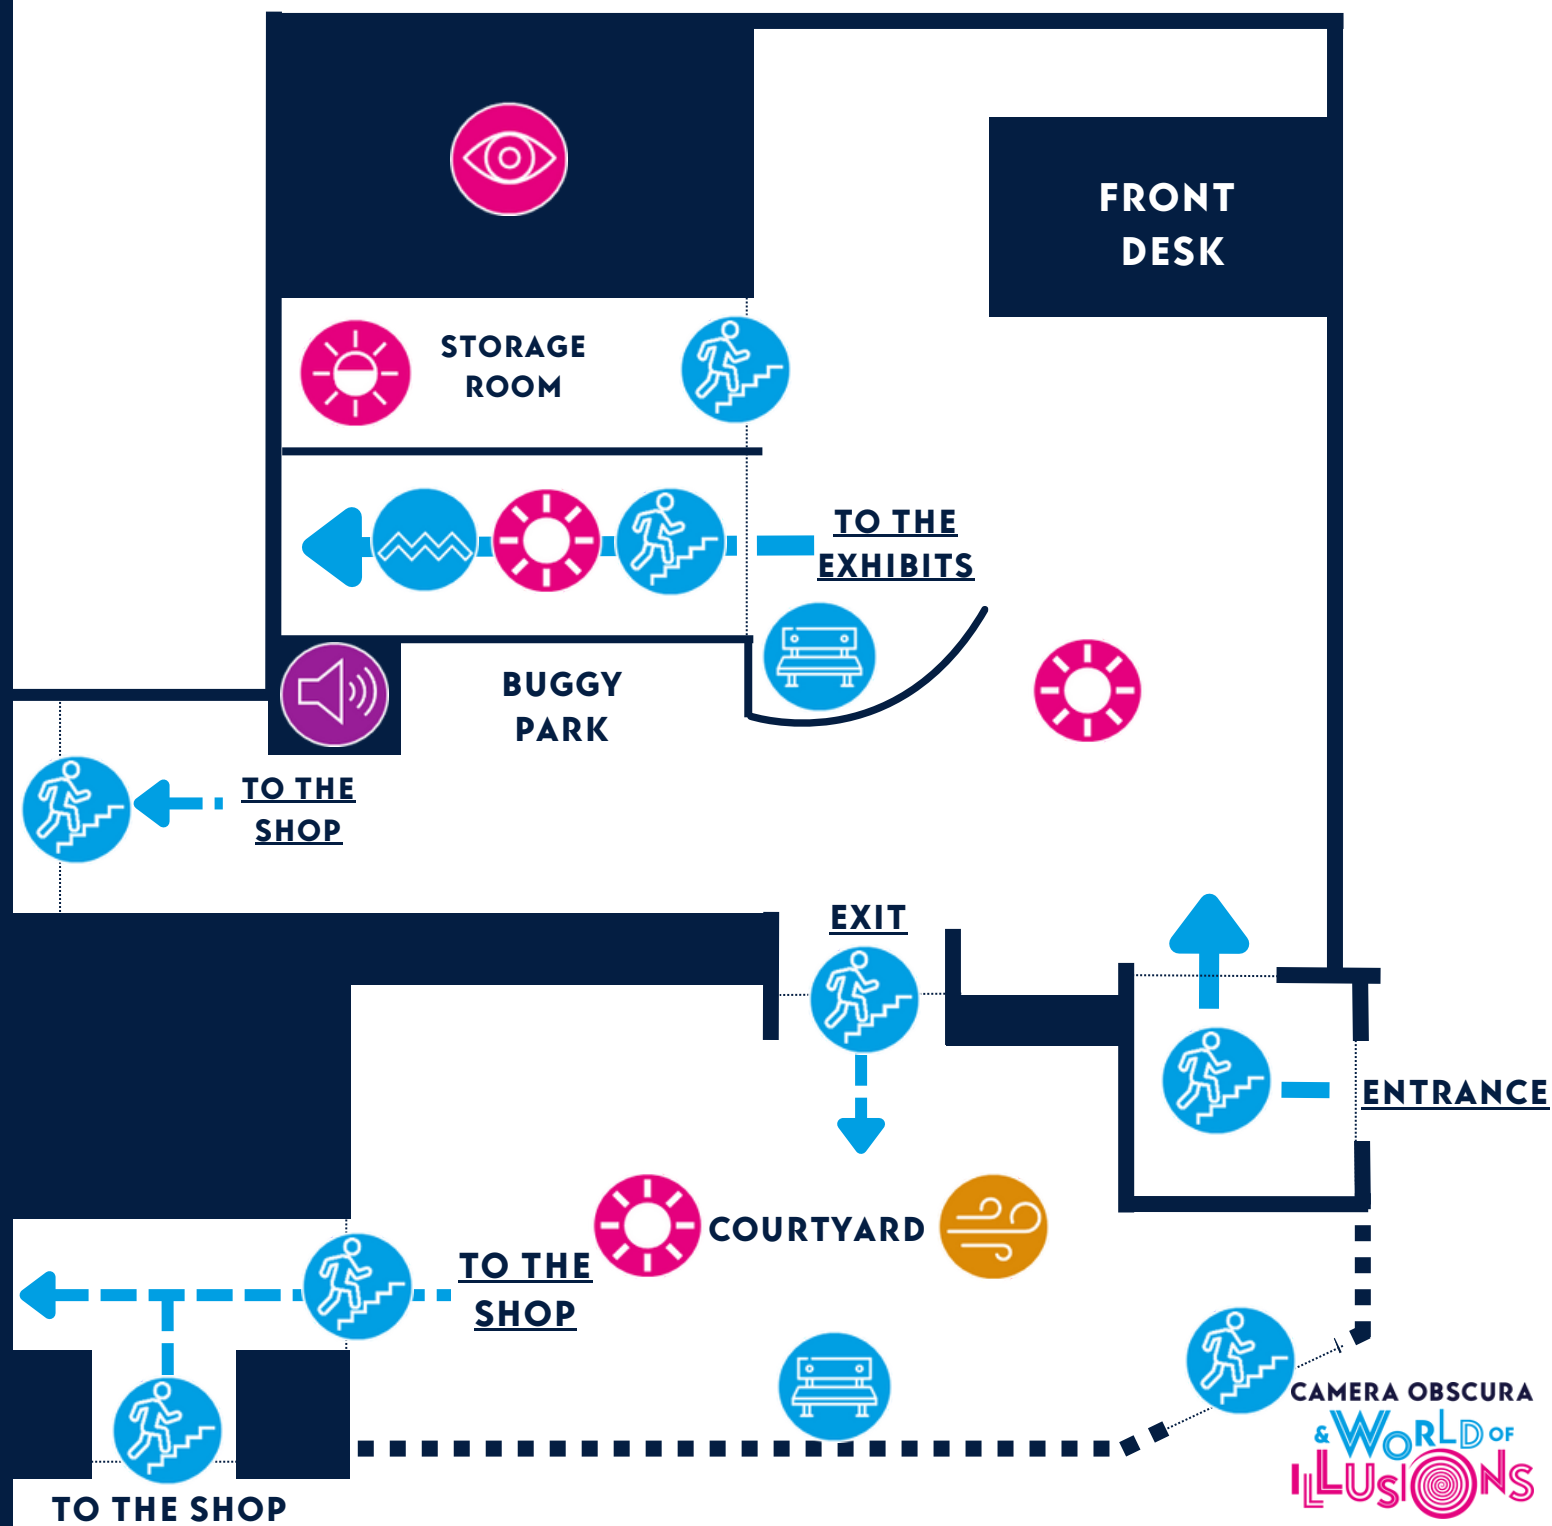 FRONT
DESK
STORAGE
ROOM
TO THE
EXHIBITS
BUGGY
PARK
TO THE
SHOP
EXIT
ENTRANCE
COURTYARD
TO THE
SHOP
TO THE SHOP
CAMERA OBSCURA
& WORLD OF
ILLUSIONS